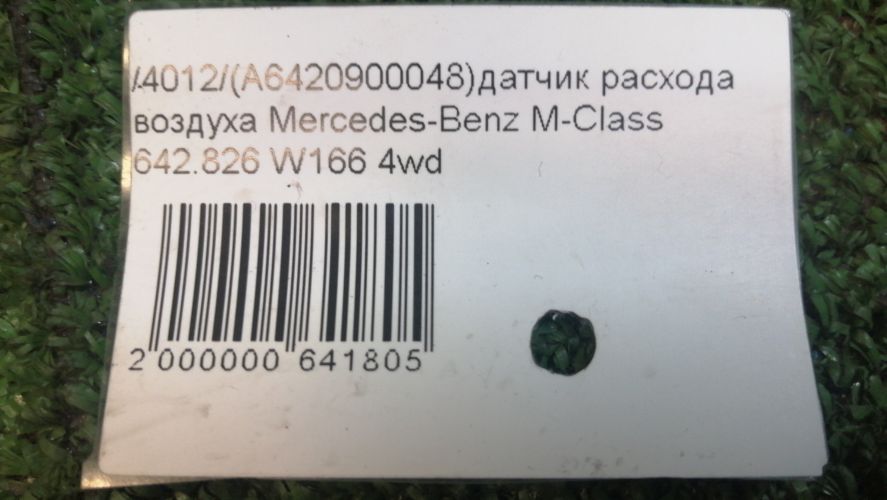 /.4012/(A6420900048)датчик расхода
воздуха Mercedes-Benz M-Class
642.826 W166 4wd
2 000000 641805